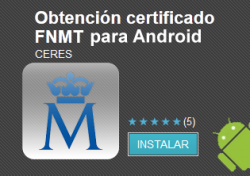 Obtención certificado
FNMT para Android
CERES
M
(5)
INSTALAR